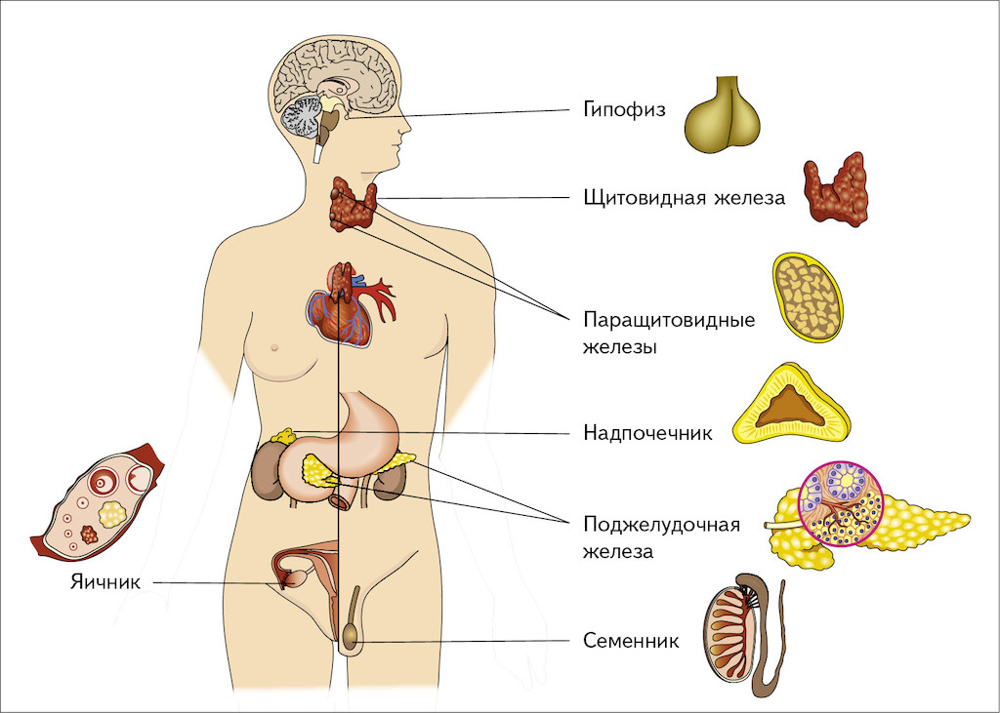 Гипофиз
Щитовидная железа
Паращитовидные
железы
Надпочечник
Поджелудочная
железа
Яичник
Семенник